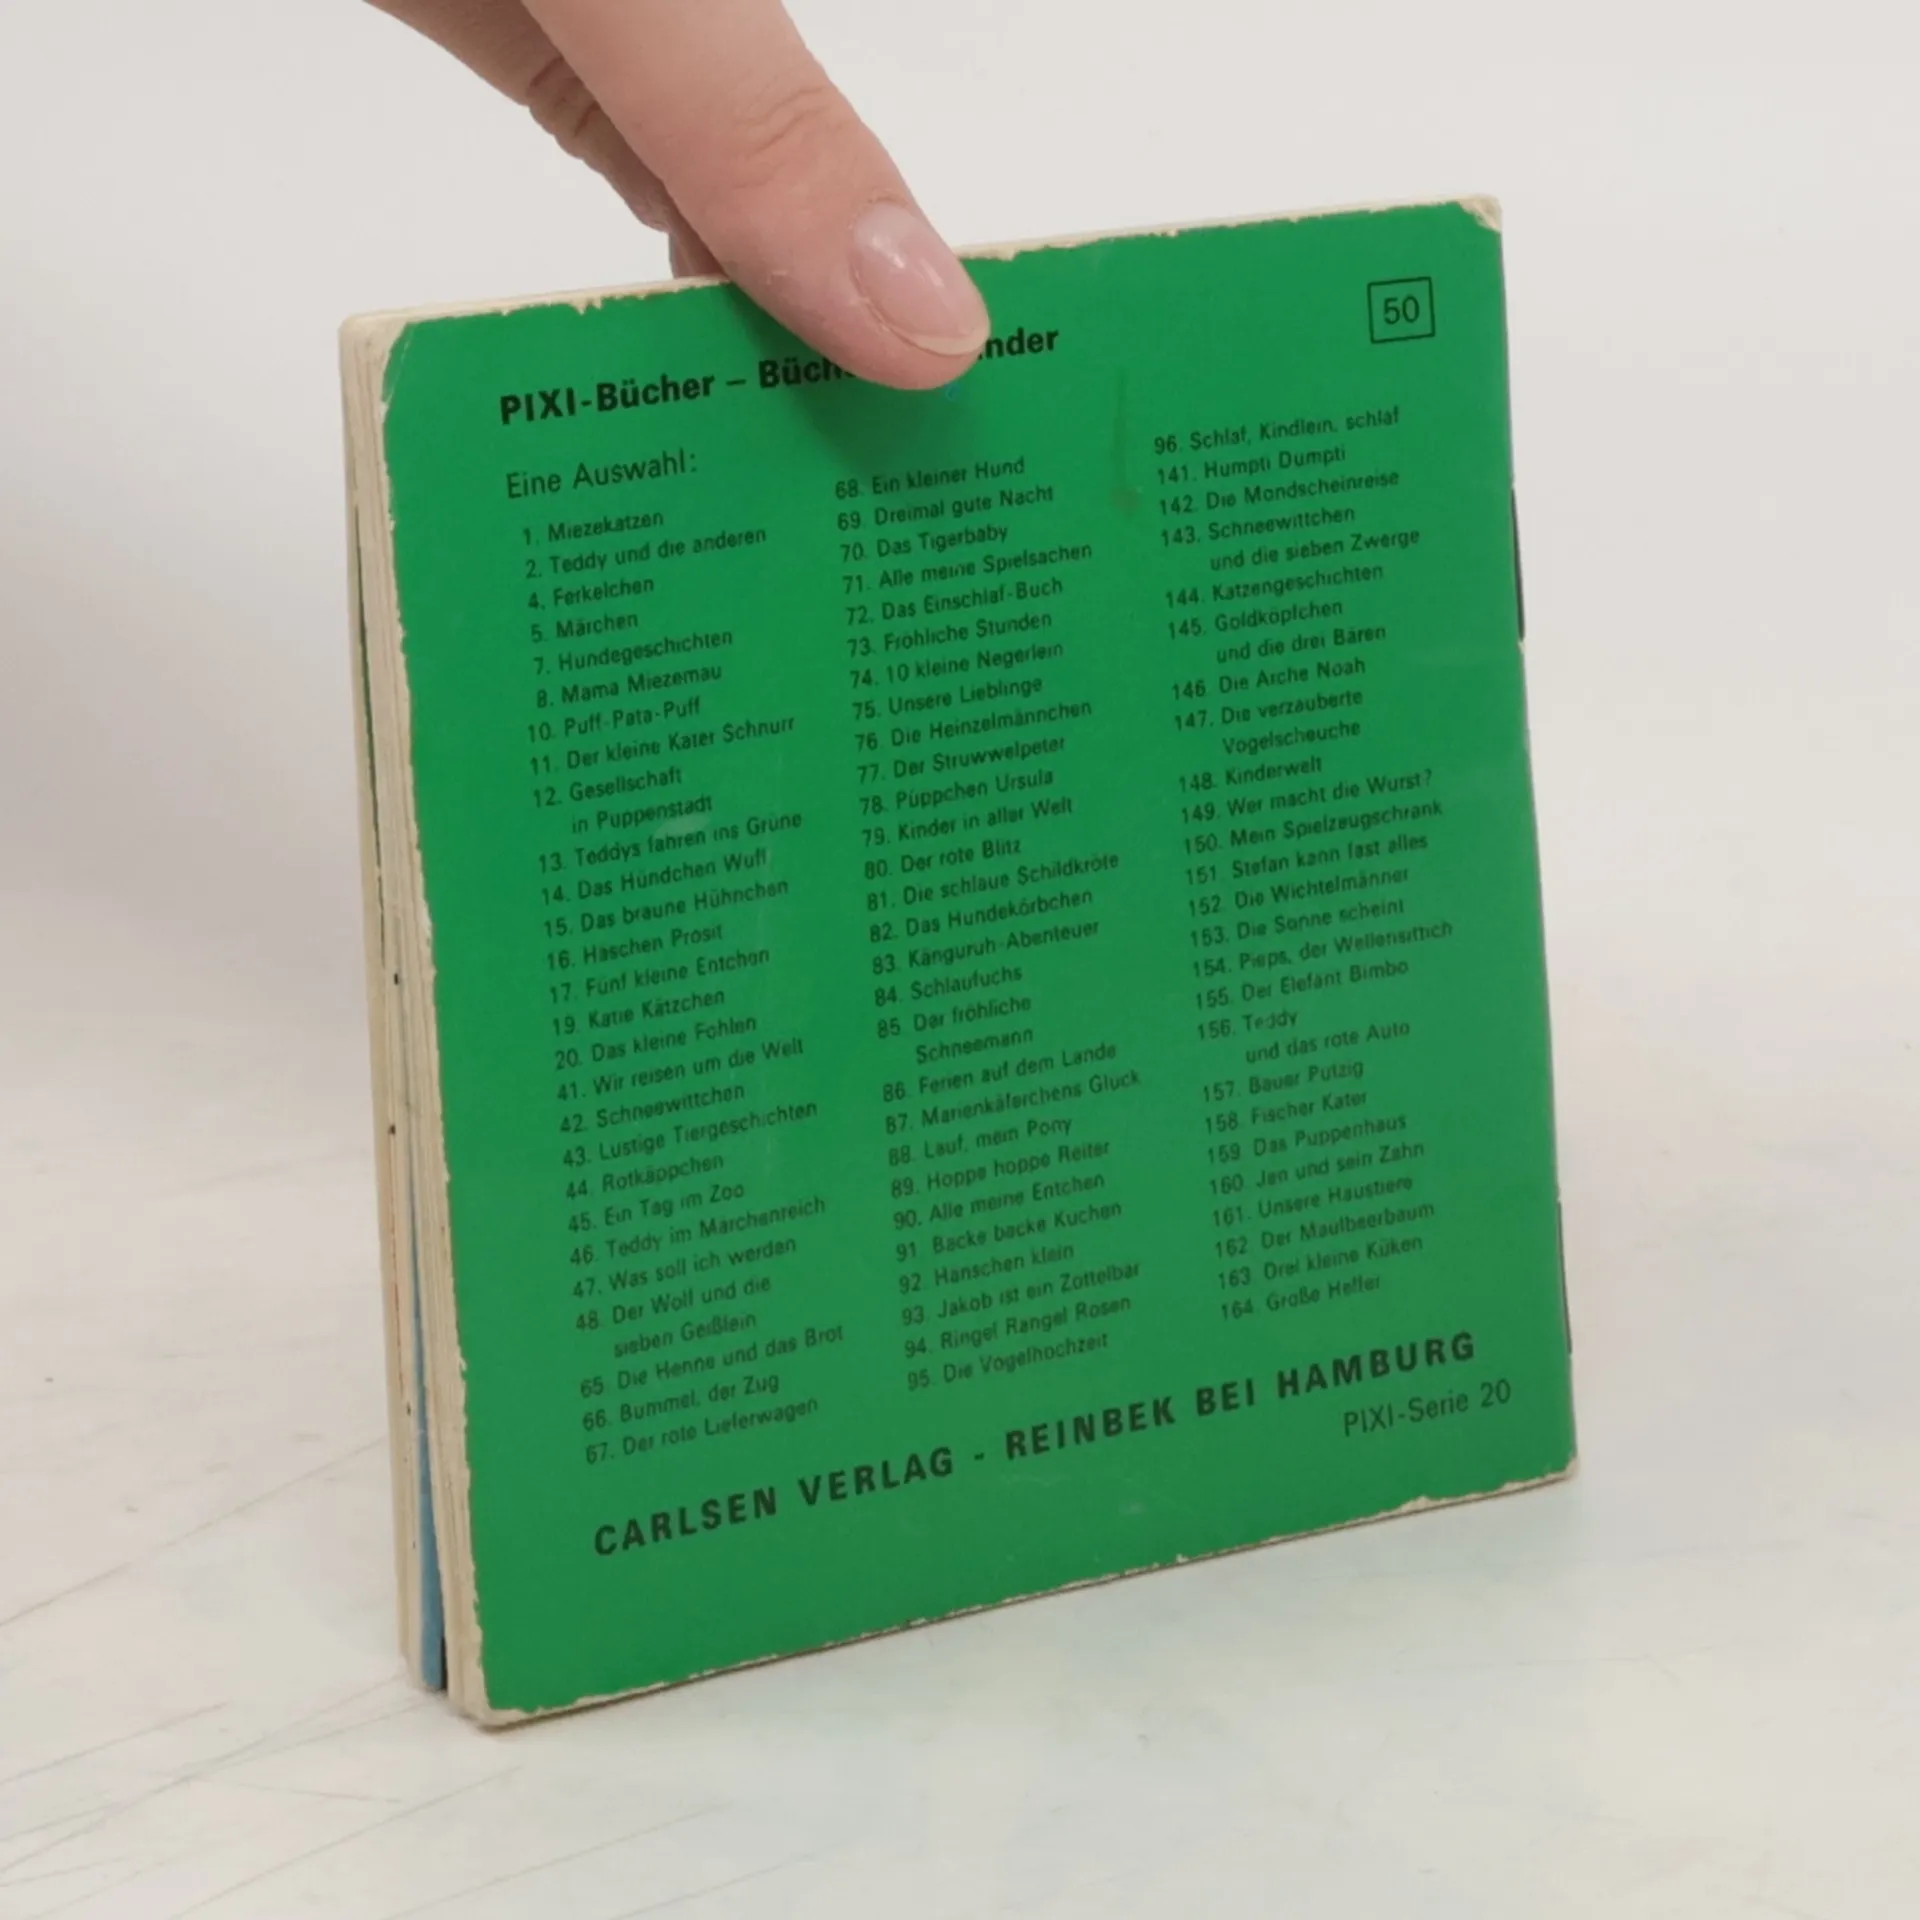 50
PIXI-Bücher – Büch nder
Eine Auswahl:
1. Miezekatzen
2. Teddy und die anderen
4. Ferkelchen
5. Märchen
7. Hundegeschichten
8. Mama Miezemau
10. Puff-Pata-Puff
11. Der kleine Kater Schnurr
12. Gesellschaft
in Puppenstadt
13. Teddys fahren ins Grüne
14. Das Hündchen Wuff
15. Das braune Hühnchen
16. Häschen Prosit
17. Fünf kleine Entchen
19. Katie Kätzchen
20. Das kleine Fohlen
41. Wir reisen um die Welt
42. Schneewittchen
43. Lustige Tiergeschichten
44. Rotkäppchen
45. Ein Tag im Zoo
46. Teddy im Märchenreich
47. Was soll ich werden
48. Der Wolf und die
sieben Geißlein
65. Die Henne und das Brot
66. Bummel, der Zug
67. Der rote Lieferwagen
68. Ein kleiner Hund
69. Dreimal gute Nacht
70. Das Tigerbaby
71. Alle meine Spielsachen
72. Das Einschlaf-Buch
73. Fröhliche Stunden
74. 10 kleine Negerlein
75. Unsere Lieblinge
76. Die Heinzelmännchen
77. Der Struwwelpeter
78. Püppchen Ursula
79. Kinder in aller Welt
80. Der rote Blitz
81. Die schlaue Schildkröte
82. Das Hundekörbchen
83. Känguruh-Abenteuer
84. Schlaufuchs
85. Der fröhliche
Schneemann
86. Ferien auf dem Lande
87. Marienkäferchens Glück
88. Lauf, mein Pony
89. Hoppe hoppe Reiter
90. Alle meine Entchen
91. Backe backe Kuchen
92. Hänschen klein
93. Jakob ist ein Zottelbär
94. Ringel Rangel Rosen
95. Die Vogelhochzeit
96. Schlaf, Kindlein, schlaf
141. Humpti Dumpti
142. Die Mondscheinreise
143. Schneewittchen
und die sieben Zwerge
144. Katzengeschichten
145. Goldköpfchen
und die drei Bären
146. Die Arche Noah
147. Die verzauberte
Vogelscheuche
148. Kinderwelt
149. Wer macht die Wurst?
150. Mein Spielzeugschrank
151. Stefan kann fast alles
152. Die Wichtelmänner
153. Die Sonne scheint
154. Pieps, der Wellensittich
155. Der Elefant Bimbo
156. Teddy
und das rote Auto
157. Bauer Putzig
158. Fischer Kater
159. Das Puppenhaus
160. Jan und sein Zahn
161. Unsere Haustiere
162. Der Maulbeerbaum
163. Drei kleine Küken
164. Große Helfer
CARLSEN VERLAG - REINBEK BEI HAMBURG
PIXI-Serie 20